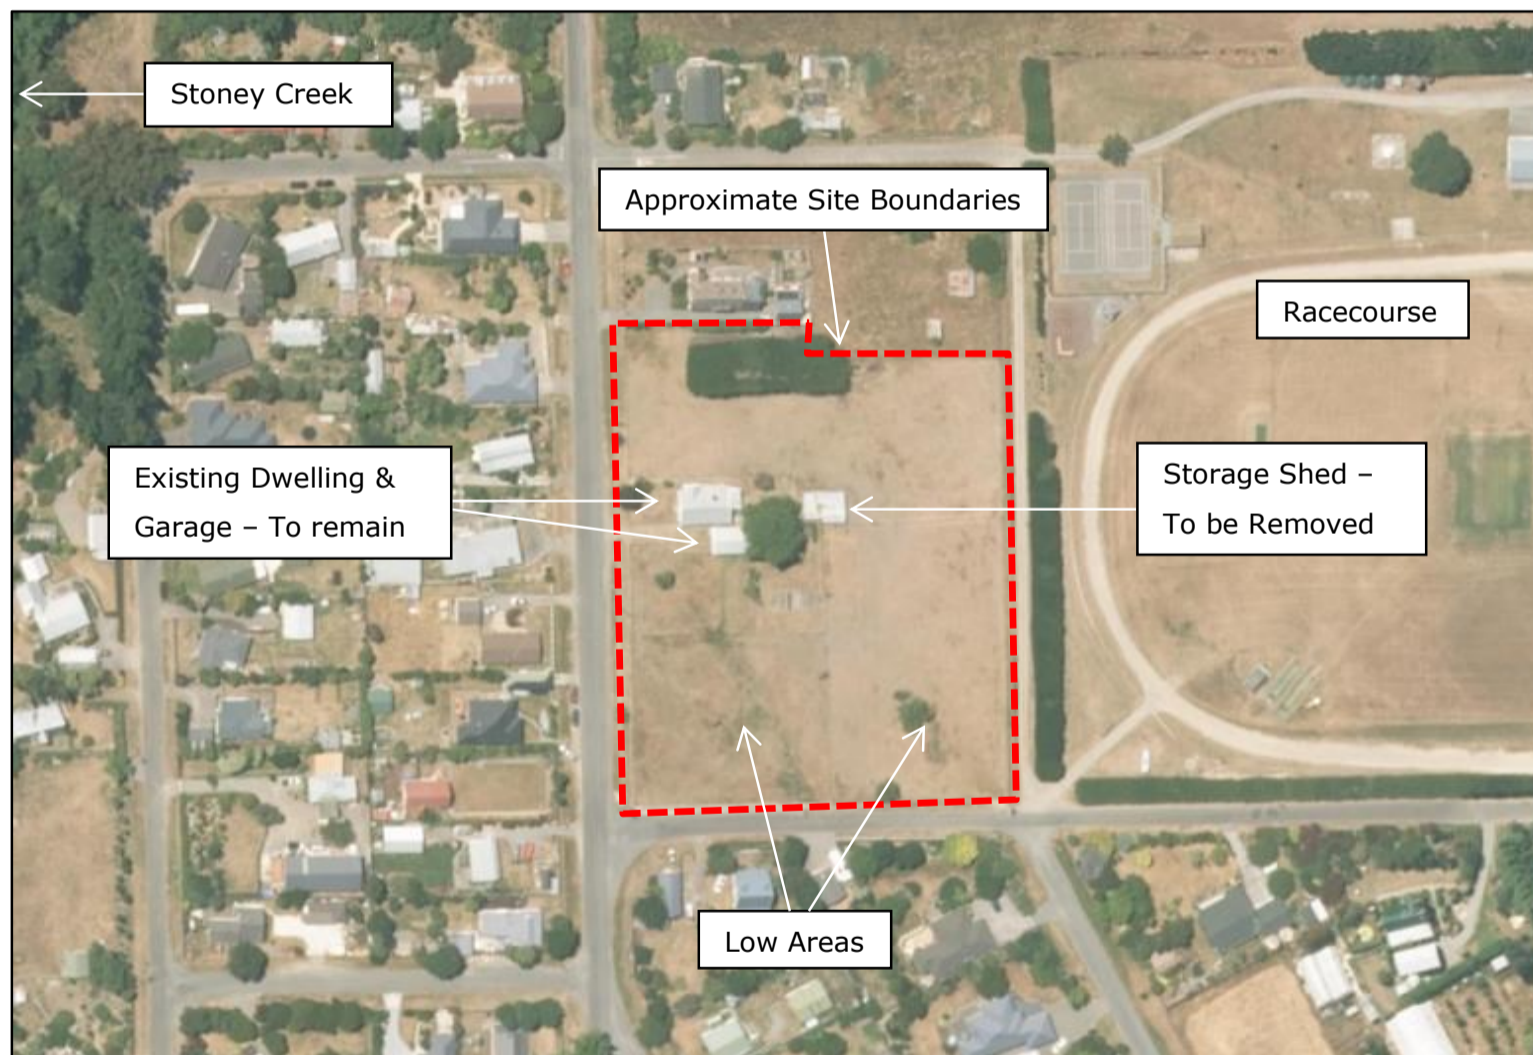 Stoney Creek
Approximate Site Boundaries
Racecourse
Existing Dwelling &
Garage – To remain
Storage Shed –
To be Removed
Low Areas